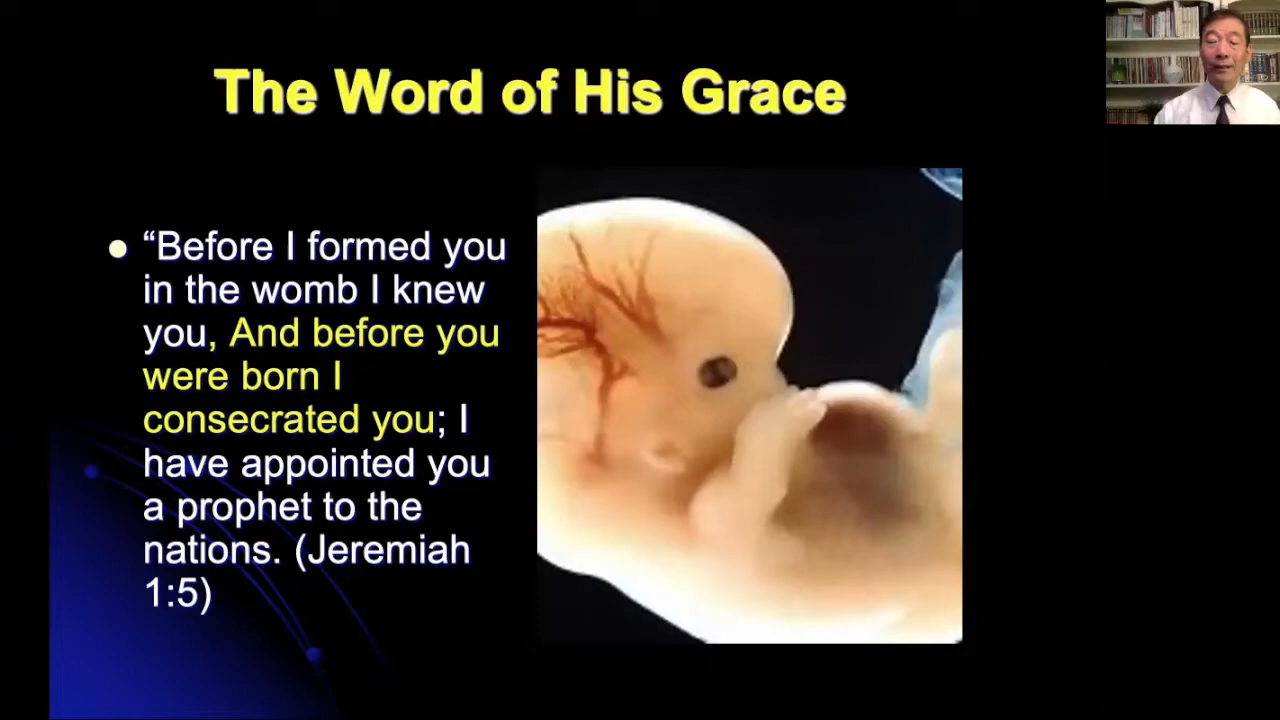 The Word of His Grace
“Before I formed you
in the womb I knew
you, And before you
were born I
consecrated you; I
have appointed you
a prophet to the
nations. (Jeremiah
1:5)